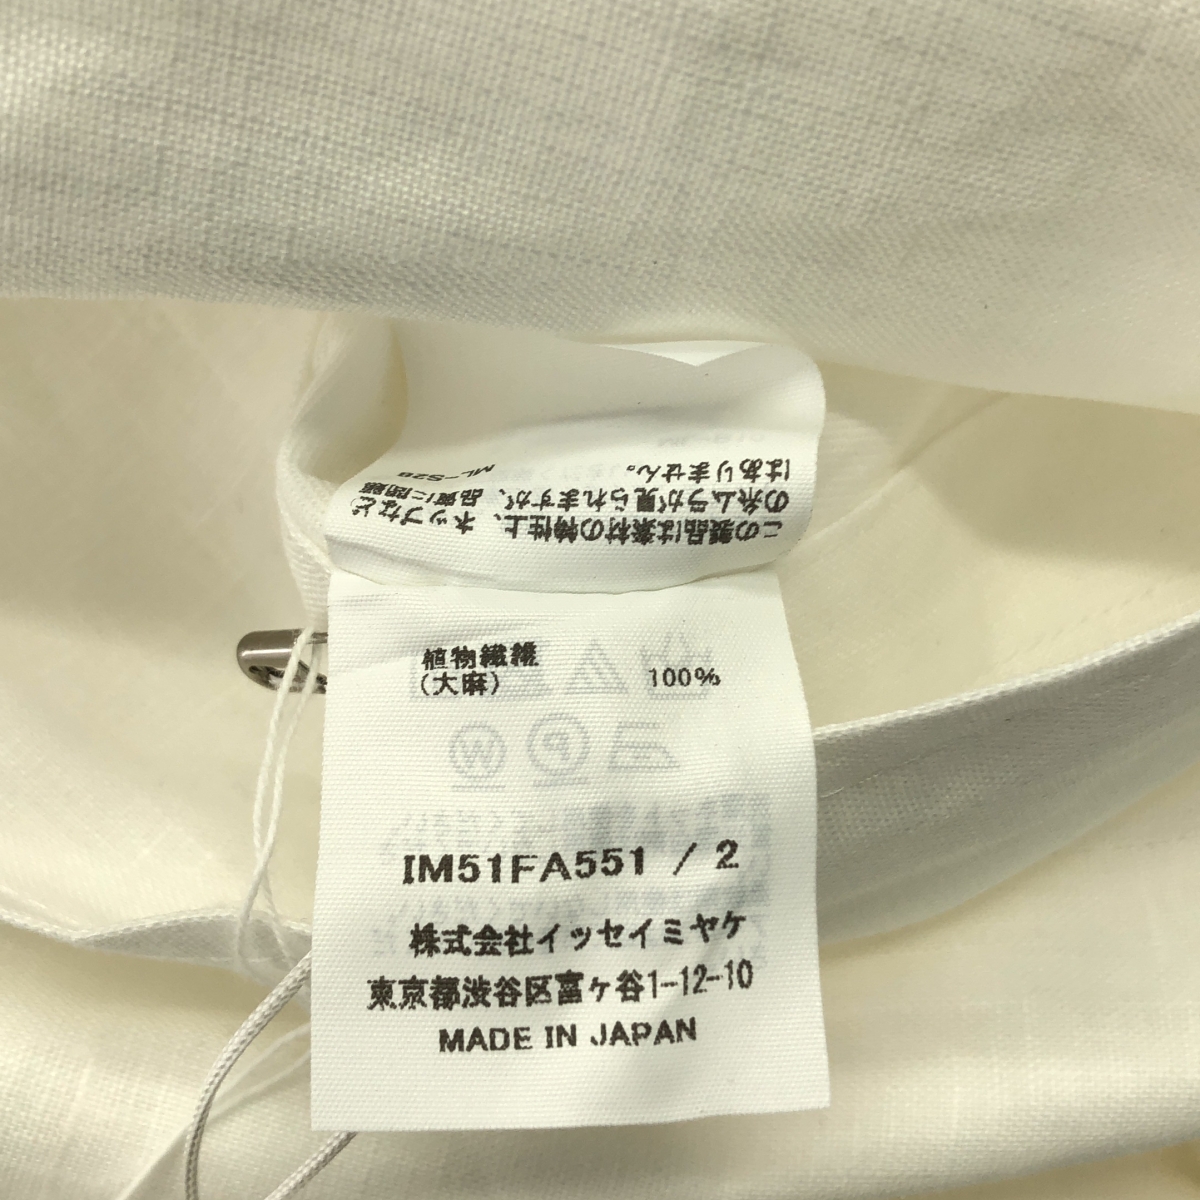 この製品は素材の特性上、ネップなど
の糸ムラが見られますが、品質に問題
はありません。 ML-S28
植物繊維
(大麻) 100%
IM51FA551 / 2
株式会社イッセイミヤケ
東京都渋谷区富ヶ谷1-12-10
MADE IN JAPAN